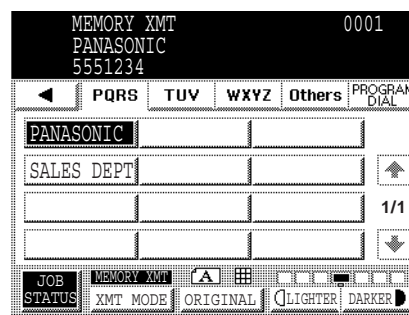 MEMORY XMT 0001
PANASONIC
5551234
PQRS TUV WXYZ Others PROGRAM DIAL
PANASONIC
SALES DEPT
1/1
JOB STATUS
MEMORY XMT A
XMT MODE ORIGINAL LIGHTER DARKER